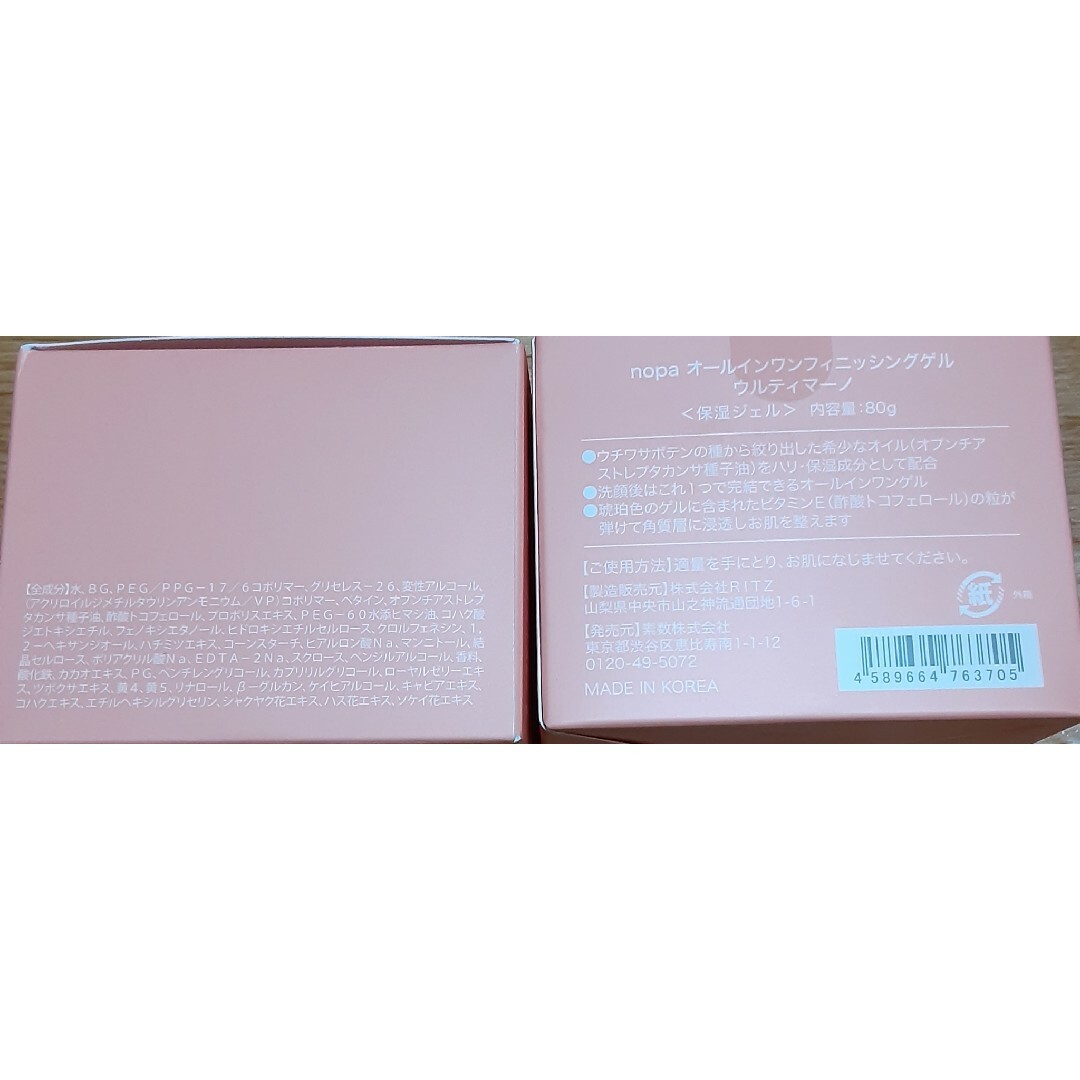 【全成分】水、BG、PEG/PPG-17/6コポリマー、グリセレス-26、変性アルコール、
(アクリロイルジメチルタウリンアンモニウム/VP)コポリマー、ベタイン、オプンチアストレプ
タカンサ種子油、酢酸トコフェロール、プロポリスエキス、PEG-60水添ヒマシ油、コハク酸
ジエトキシエチル、フェノキシエタノール、ヒドロキシエチルセルロース、クロルフェネシン、1,
2-ヘキサンジオール、ハチミツエキス、コーンスターチ、ヒアルロン酸Na、マンニトール、結
晶セルロース、ポリアクリル酸Na、EDTA-2Na、スクロース、ベンジルアルコール、香料、
酸化鉄、カカオエキス、PG、ペンチレングリコール、カプリリルグリコール、ローヤルゼリーエキ
ス、ツボクサエキス、黄4、黄5、リナロール、β-グルカン、ケイヒアルコール、キャビアエキス、
コハクエキス、エチルヘキシルグリセリン、シャクヤク花エキス、ハス花エキス、ソケイ花エキス
nopa オールインワンフィニッシングゲル
ウルティマーノ
<保湿ジェル> 内容量:80g
●ウチワサボテンの種から絞り出した希少なオイル(オプンチア
ストレプタカンサ種子油)をハリ・保湿成分として配合
●洗顔後はこれ1つで完結できるオールインワンゲル
●琥珀色のゲルに含まれたビタミンE(酢酸トコフェロール)の粒が
弾けて角質層に浸透しお肌を整えます
【ご使用方法】適量を手にとり、お肌になじませてください。
【製造販売元】株式会社RITZ
山梨県中央市山之神流通団地1-6-1
【発売元】素数株式会社
東京都渋谷区恵比寿南1-1-12
0120-49-5072
MADE IN KOREA
紙 外箱
4 589664 763705